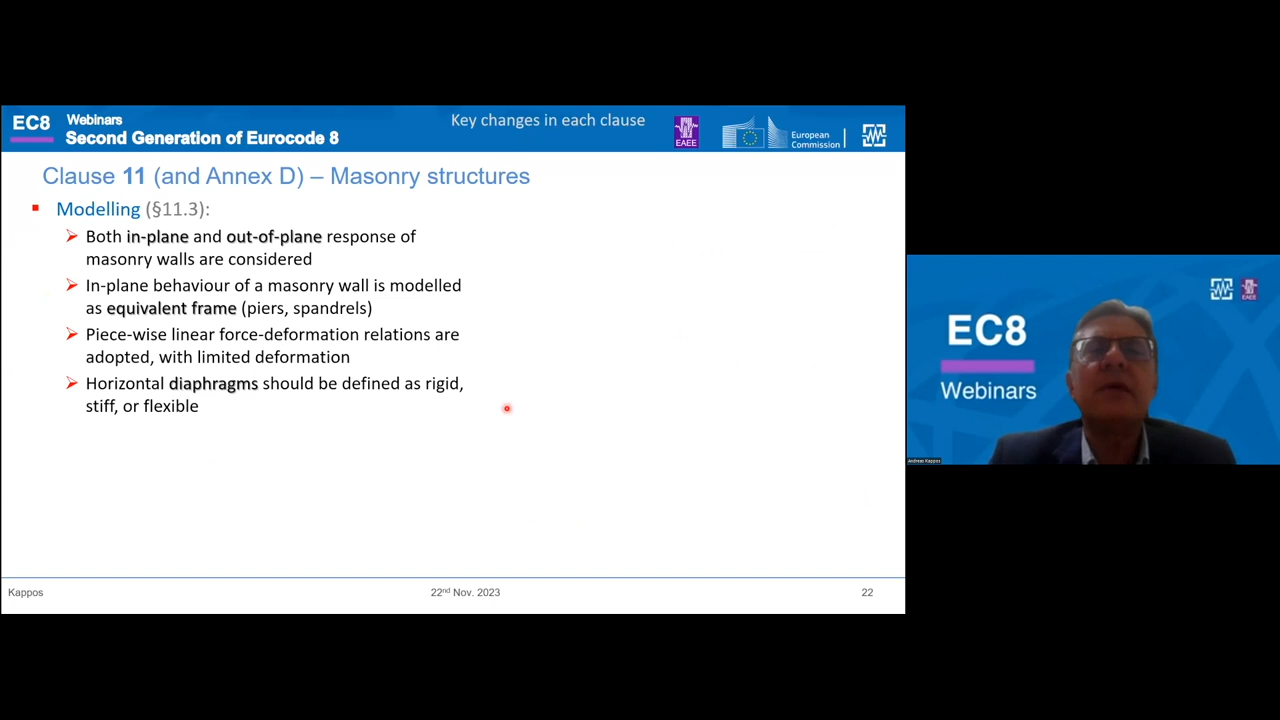 EC8
Webinars
Second Generation of Eurocode 8
Key changes in each clause
EAEE
European
Commission
Clause 11 (and Annex D) – Masonry structures
Modelling (§11.3):
Both in-plane and out-of-plane response of
masonry walls are considered
In-plane behaviour of a masonry wall is modelled
as equivalent frame (piers, spandrels)
Piece-wise linear force-deformation relations are
adopted, with limited deformation
Horizontal diaphragms should be defined as rigid,
stiff, or flexible
Kappos
22nd Nov. 2023
22
EAEE
EC8
Webinars
Andreas Kappos